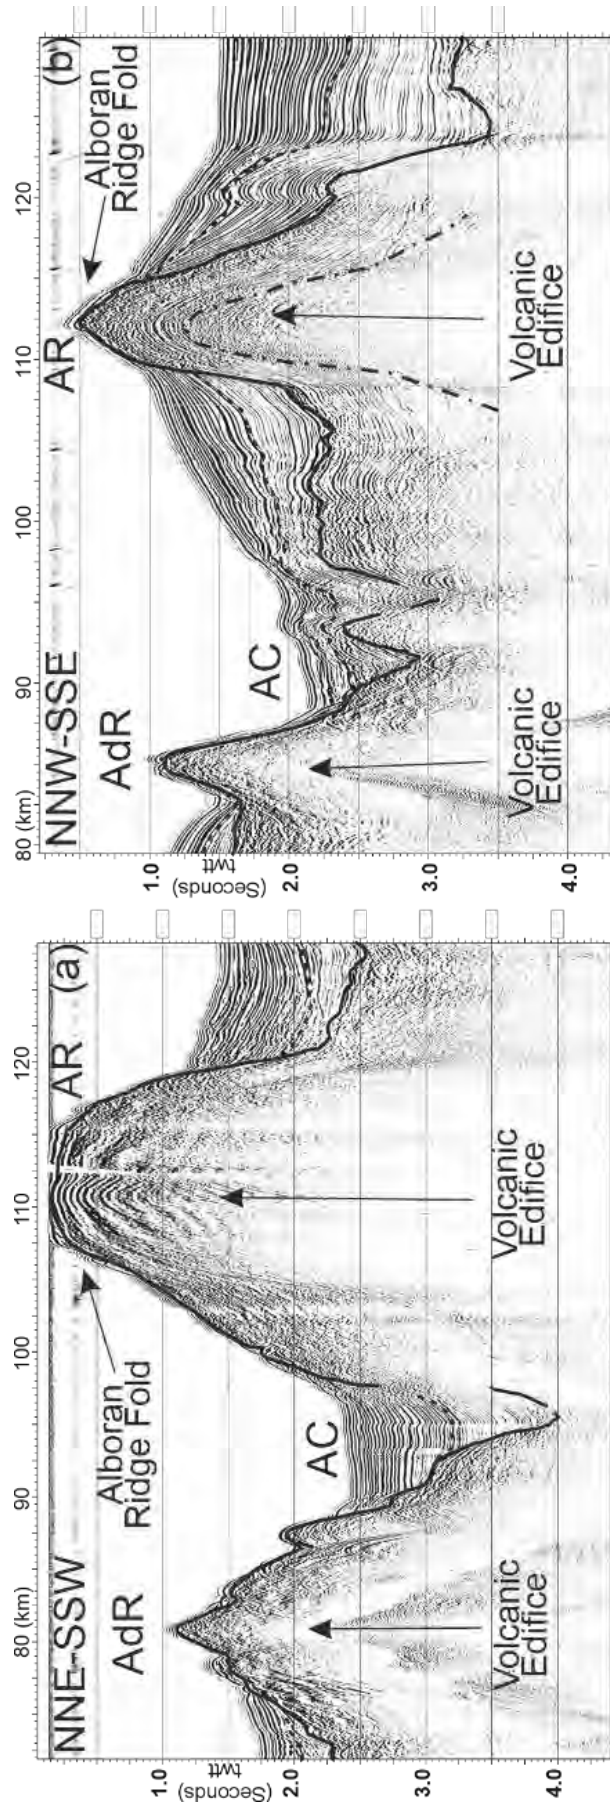 NNE-SSW
AR
(a)
80 (km)
90
100
110
120
Alboran
Ridge Fold
AdR
AC
1.0
2.0
3.0
4.0
twtt
(Seconds)
Volcanic
Edifice
Volcanic
Edifice
NNW-SSE
AR
(b)
80 (km)
90
100
110
120
Alboran
Ridge Fold
AdR
AC
1.0
2.0
3.0
4.0
twtt
(Seconds)
Volcanic
Edifice
Volcanic
Edifice